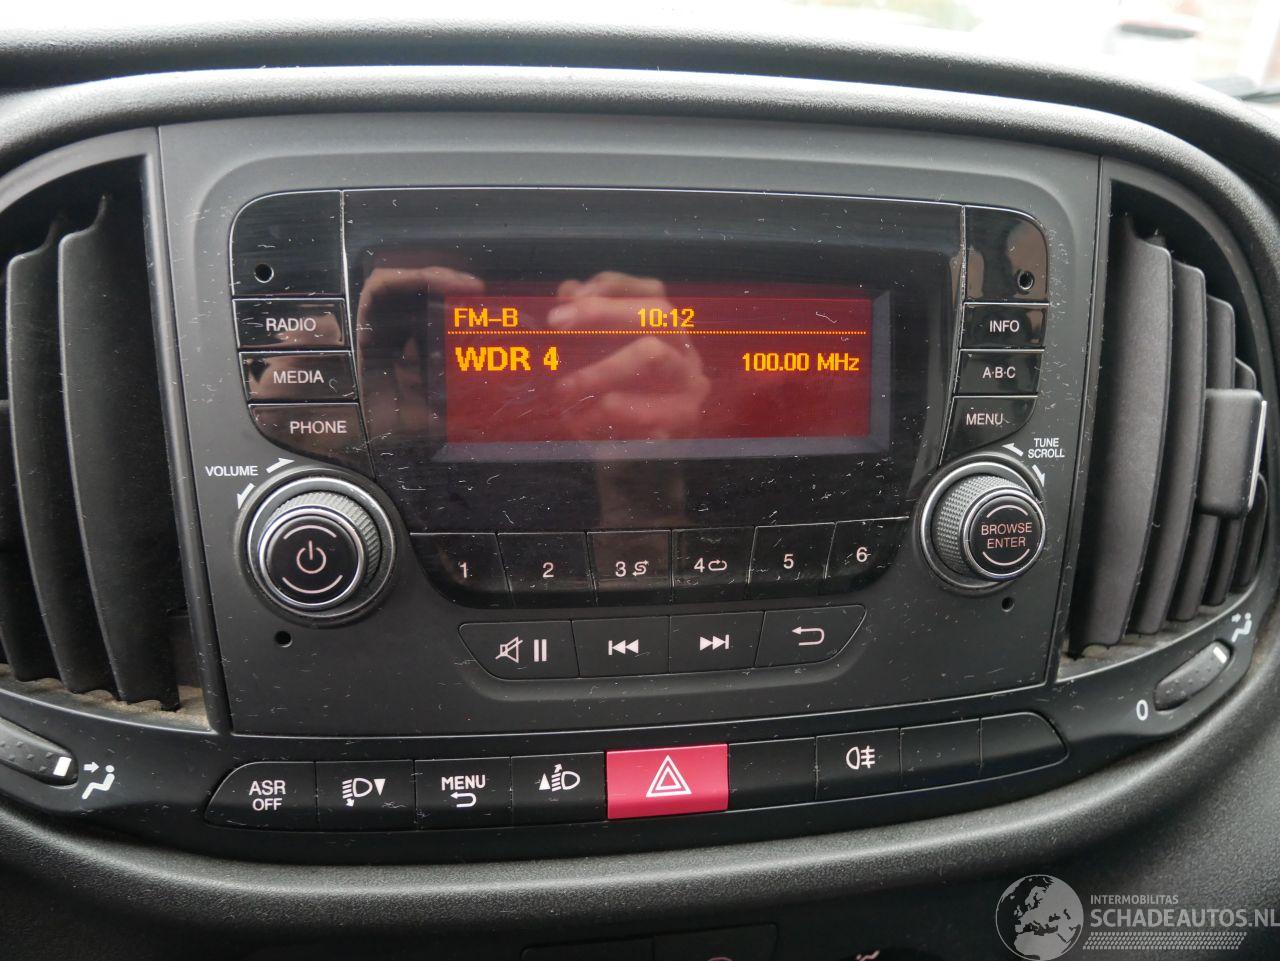 FM-B 10:12
WDR 4 100.00 MHz
RADIO
MEDIA
PHONE
INFO
A·B·C
MENU
VOLUME
TUNE
SCROLL
BROWSE
ENTER
1 2 3 4 5 6
0
ASR
OFF
MENU
INTERMOBILITAS
SCHADEAUTOS.NL